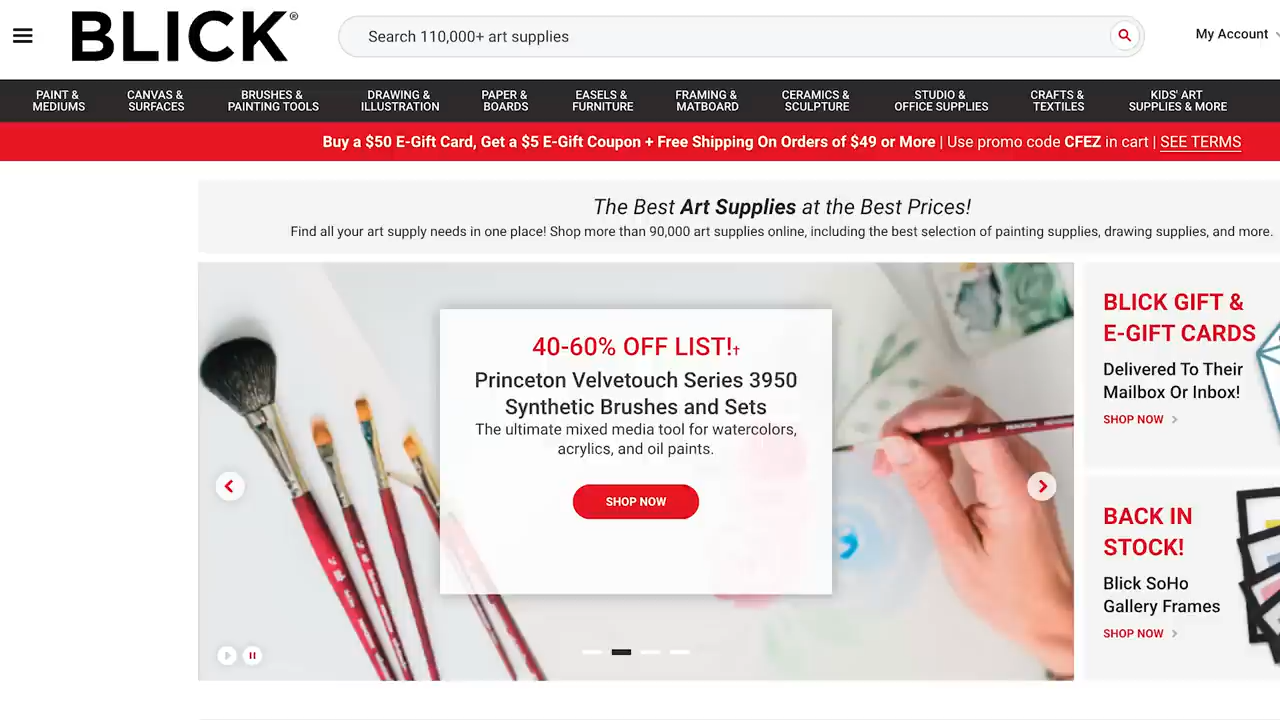 BLICK®
Search 110,000+ art supplies
My Account
PAINT &
MEDIUMS
CANVAS &
SURFACES
BRUSHES &
PAINTING TOOLS
DRAWING &
ILLUSTRATION
PAPER &
BOARDS
EASELS &
FURNITURE
FRAMING &
MATBOARD
CERAMICS &
SCULPTURE
STUDIO &
OFFICE SUPPLIES
CRAFTS &
TEXTILES
KIDS' ART
SUPPLIES & MORE
Buy a $50 E-Gift Card, Get a $5 E-Gift Coupon + Free Shipping On Orders of $49 or More | Use promo code CFEZ in cart | SEE TERMS
The Best Art Supplies at the Best Prices!
Find all your art supply needs in one place! Shop more than 90,000 art supplies online, including the best selection of painting supplies, drawing supplies, and more.
40-60% OFF LIST!†
Princeton Velvetouch Series 3950
Synthetic Brushes and Sets
The ultimate mixed media tool for watercolors,
acrylics, and oil paints.
SHOP NOW
BLICK GIFT &
E-GIFT CARDS
Delivered To Their
Mailbox Or Inbox!
SHOP NOW
BACK IN
STOCK!
Blick SoHo
Gallery Frames
SHOP NOW